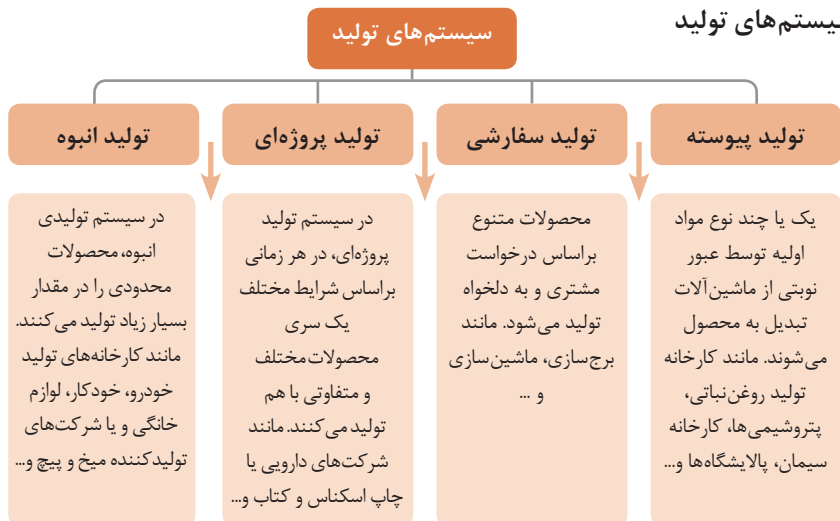 یستم‌های تولید
سیستم‌های تولید
تولید پیوسته
یک یا چند نوع مواد
اولیه توسط عبور
نوبتی از ماشین‌آلات
تبدیل به محصول
می‌شوند. مانند کارخانه
تولید روغن‌نباتی،
پتروشیمی‌ها، کارخانه
سیمان، پالایشگاه‌ها و...
تولید سفارشی
محصولات متنوع
براساس درخواست
مشتری و به دلخواه
تولید می‌شود. مانند
برج‌سازی، ماشین‌سازی
و ...
تولید پروژه‌ای
در سیستم تولید
پروژه‌ای، در هر زمانی
براساس شرایط مختلف
یک سری
محصولات‌مختلف
و متفاوتی با هم
تولید می‌کنند. مانند
شرکت‌های دارویی یا
چاپ اسکناس و کتاب و...
تولید انبوه
در سیستم تولیدی
انبوه، محصولات
محدودی را در مقدار
بسیار زیاد تولید می‌کنند.
مانند کارخانه‌های تولید
خودرو، خودکار، لوازم
خانگی و یا شرکت‌های
تولیدکننده میخ و پیچ و...